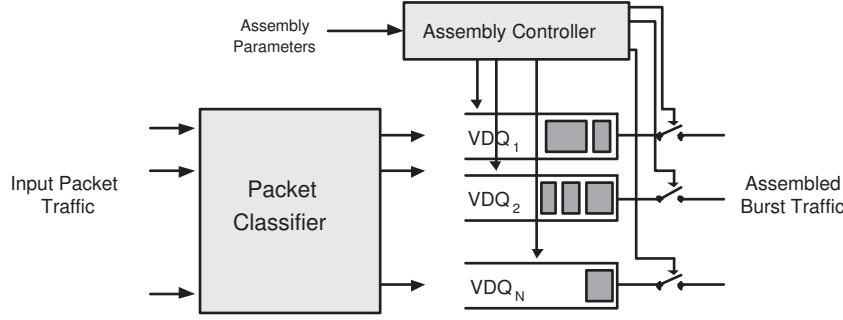 Assembly
Parameters
Assembly Controller
Input Packet
Traffic
Packet
Classifier
VDQ1
VDQ2
VDQN
Assembled
Burst Traffic